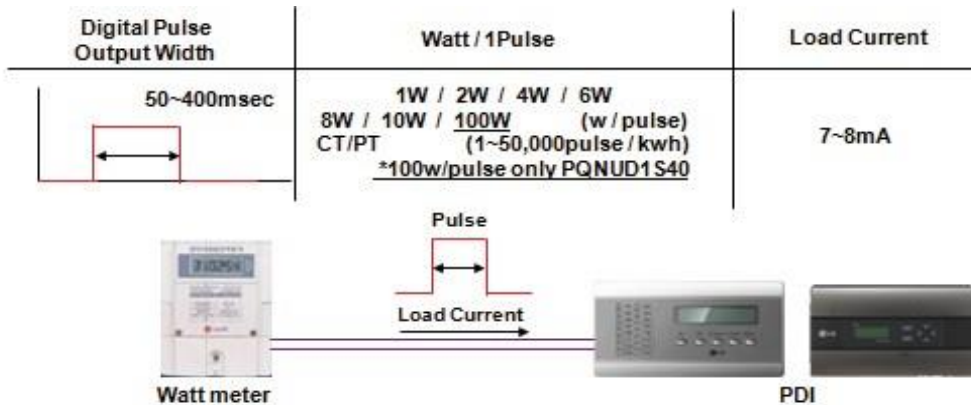 Digital Pulse
Output Width
Watt / 1Pulse
Load Current
50~400msec
1W / 2W / 4W / 6W
8W / 10W / 100W (w / pulse)
CT/PT (1~50,000pulse / kwh)
*100w/pulse only PQNUD1S40
7~8mA
Pulse
Load Current
Watt meter
PDI